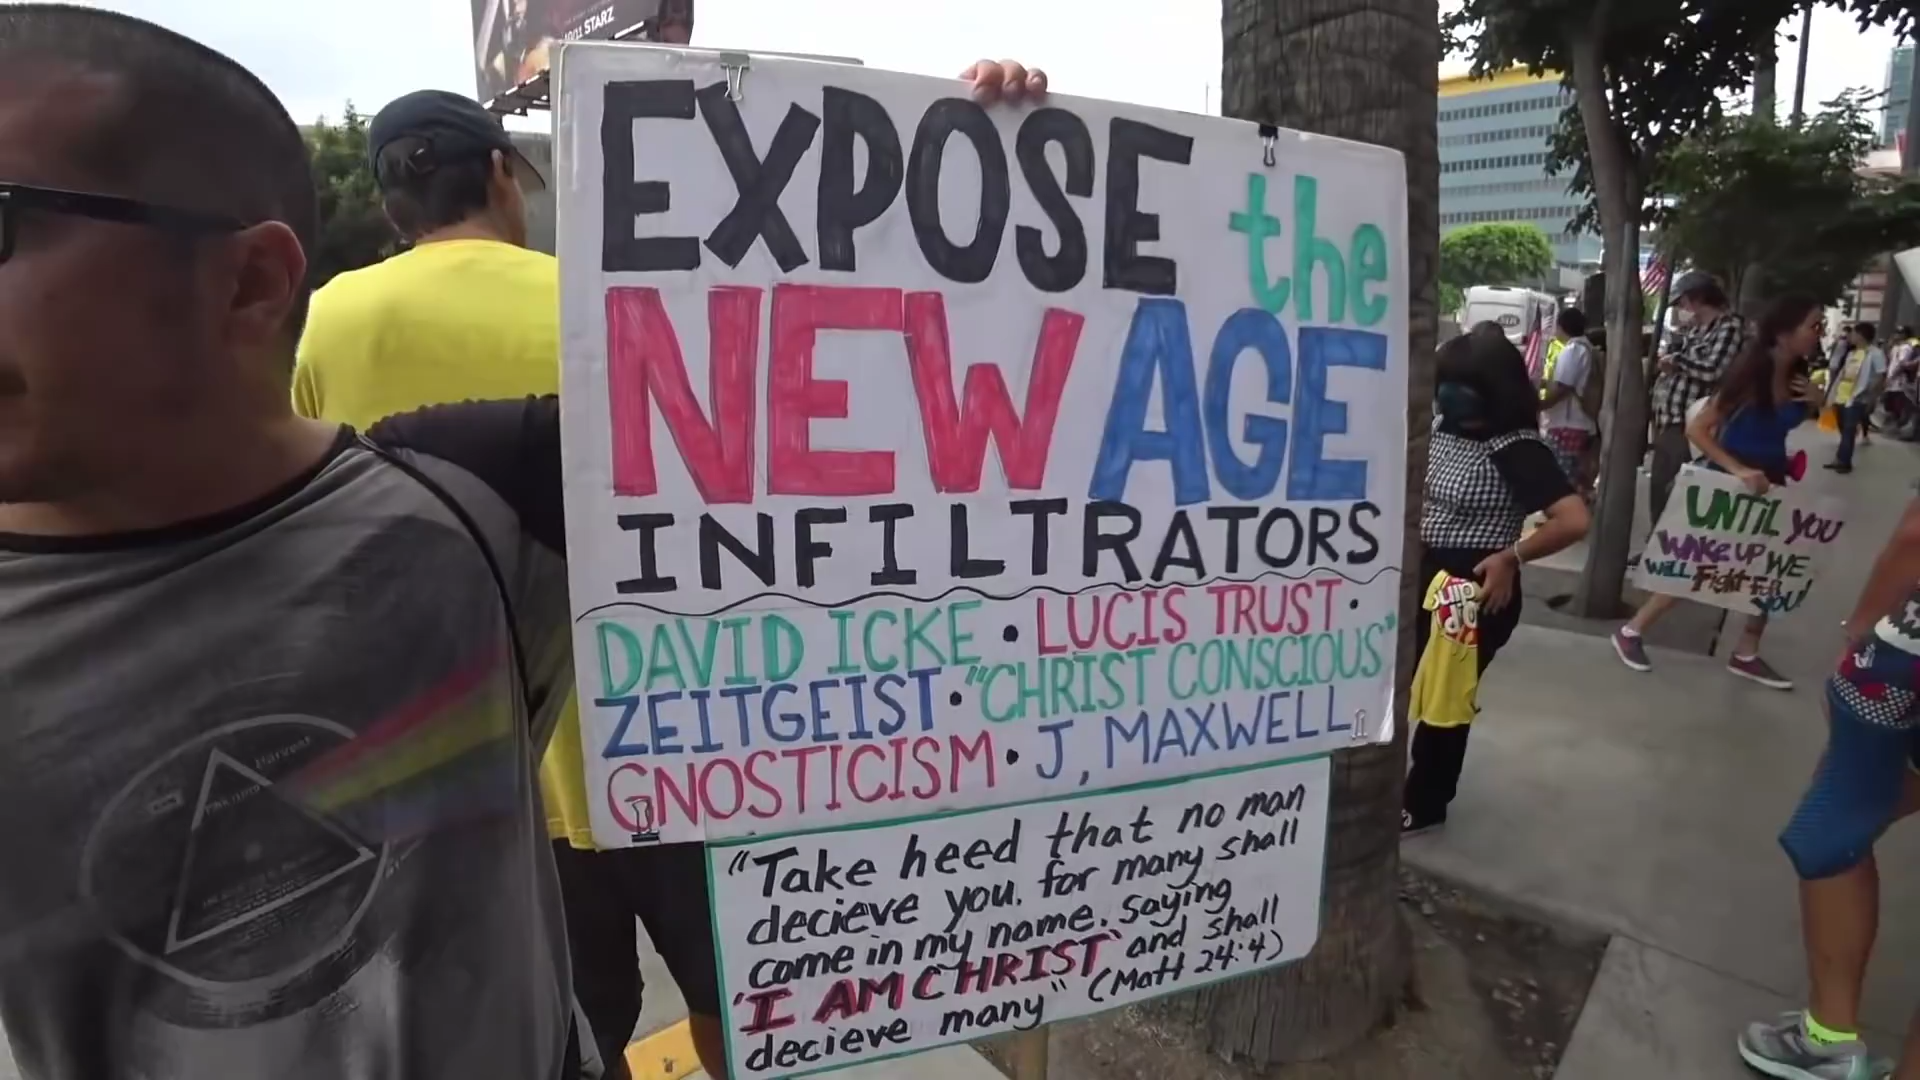 STARZ
EXPOSE the
NEW AGE
INFILTRATORS
DAVID ICKE • LUCIS TRUST •
ZEITGEIST • "CHRIST CONSCIOUS"
GNOSTICISM • J, MAXWELL
"Take heed that no man
decieve you. for many shall
come in my name. saying
'I AM CHRIST' and shall
decieve many" (Matt 24:4)
UNTIL YOU
WAKE UP WE
WILL Fight FOR
YOU!
Harvest